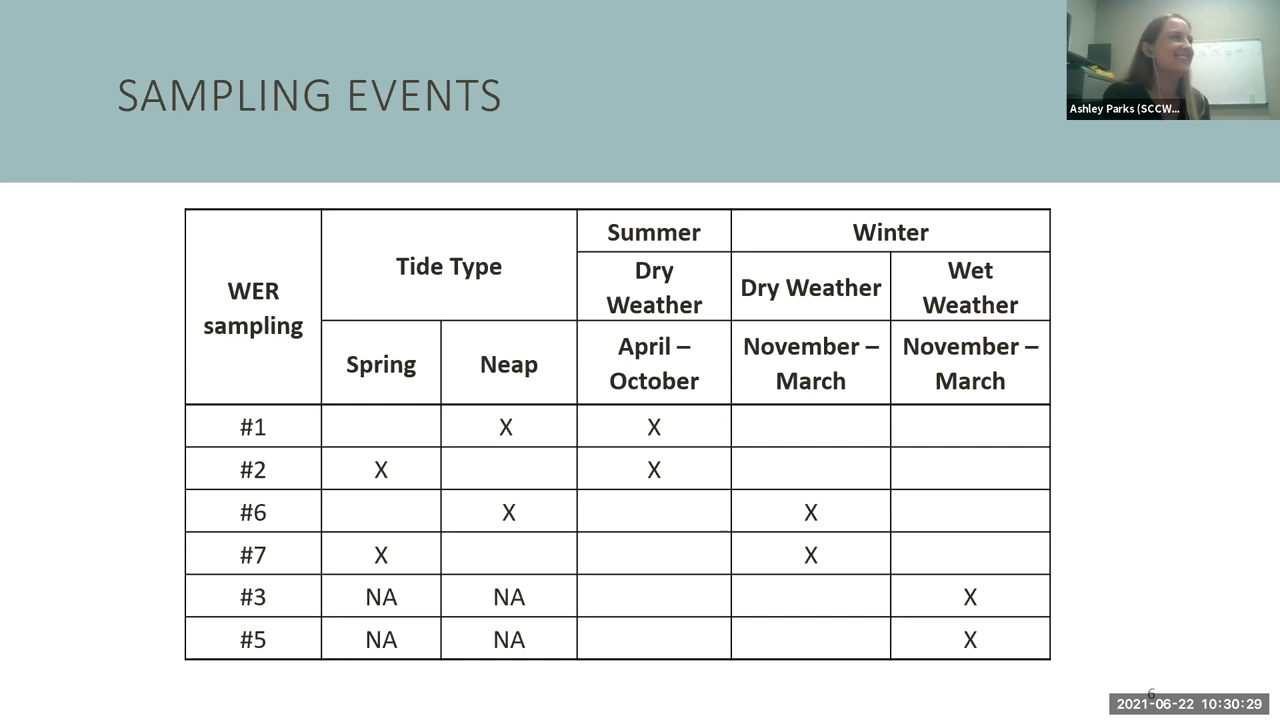 SAMPLING EVENTS
Ashley Parks (SCCW...
WER
sampling
Tide Type
Summer
Winter
Dry
Weather
Dry Weather
Wet
Weather
Spring
Neap
April –
October
November –
March
November –
March
#1 X X
#2 X X
#6 X X
#7 X X
#3 NA NA X
#5 NA NA X
6
2021-06-22 10:30:29